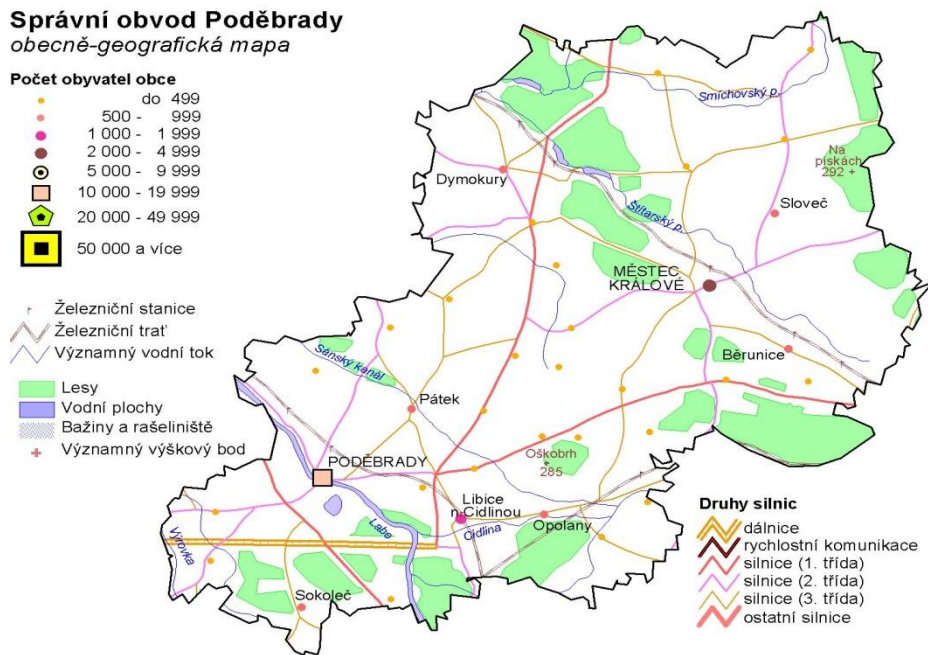 Správní obvod Poděbrady
obecně-geografická mapa
Počet obyvatel obce
do 499
500 - 999
1 000 - 1 999
2 000 - 4 999
5 000 - 9 999
10 000 - 19 999
20 000 - 49 999
50 000 a více
Železniční stanice
Železniční trať
Významný vodní tok
Lesy
Vodní plochy
Bažiny a rašeliniště
Významný výškový bod
Smíchovský p.
Na pískách
292 +
Dymokury
Sloveč
Štítarský p.
MĚSTEC
KRÁLOVÉ
Běrunice
Sánský kanál
Pátek
Oškobrh
+
285
PODĚBRADY
Libice
n.Cidlinou
Opolany
Labe
Cidlina
Výrovka
Sokoleč
Druhy silnic
dálnice
rychlostní komunikace
silnice (1. třída)
silnice (2. třída)
silnice (3. třída)
ostatní silnice